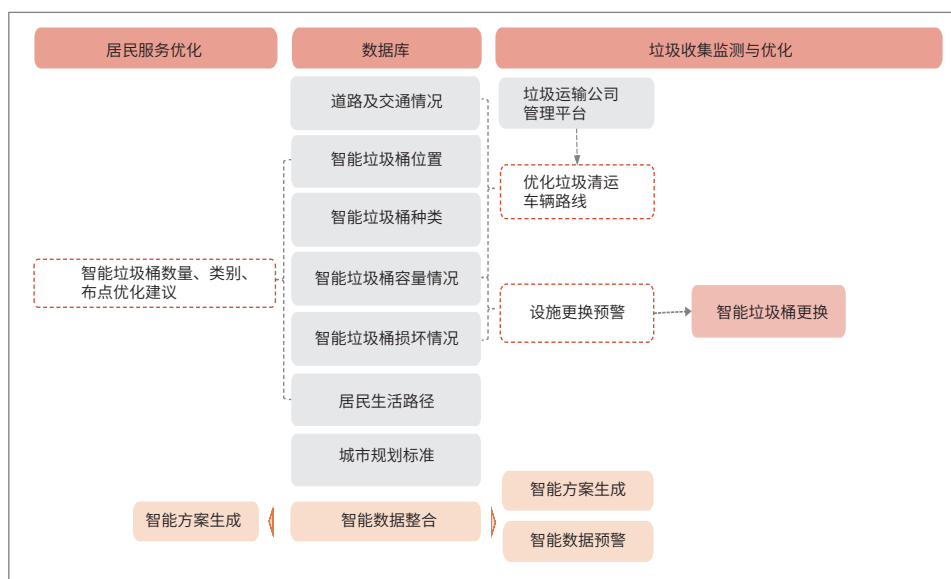 居民服务优化
数据库
垃圾收集监测与优化
道路及交通情况
垃圾运输公司
管理平台
智能垃圾桶位置
优化垃圾清运
车辆路线
智能垃圾桶种类
智能垃圾桶数量、类别、
布点优化建议
智能垃圾桶容量情况
设施更换预警
智能垃圾桶更换
智能垃圾桶损坏情况
居民生活路径
城市规划标准
智能方案生成
智能数据整合
智能方案生成
智能数据预警